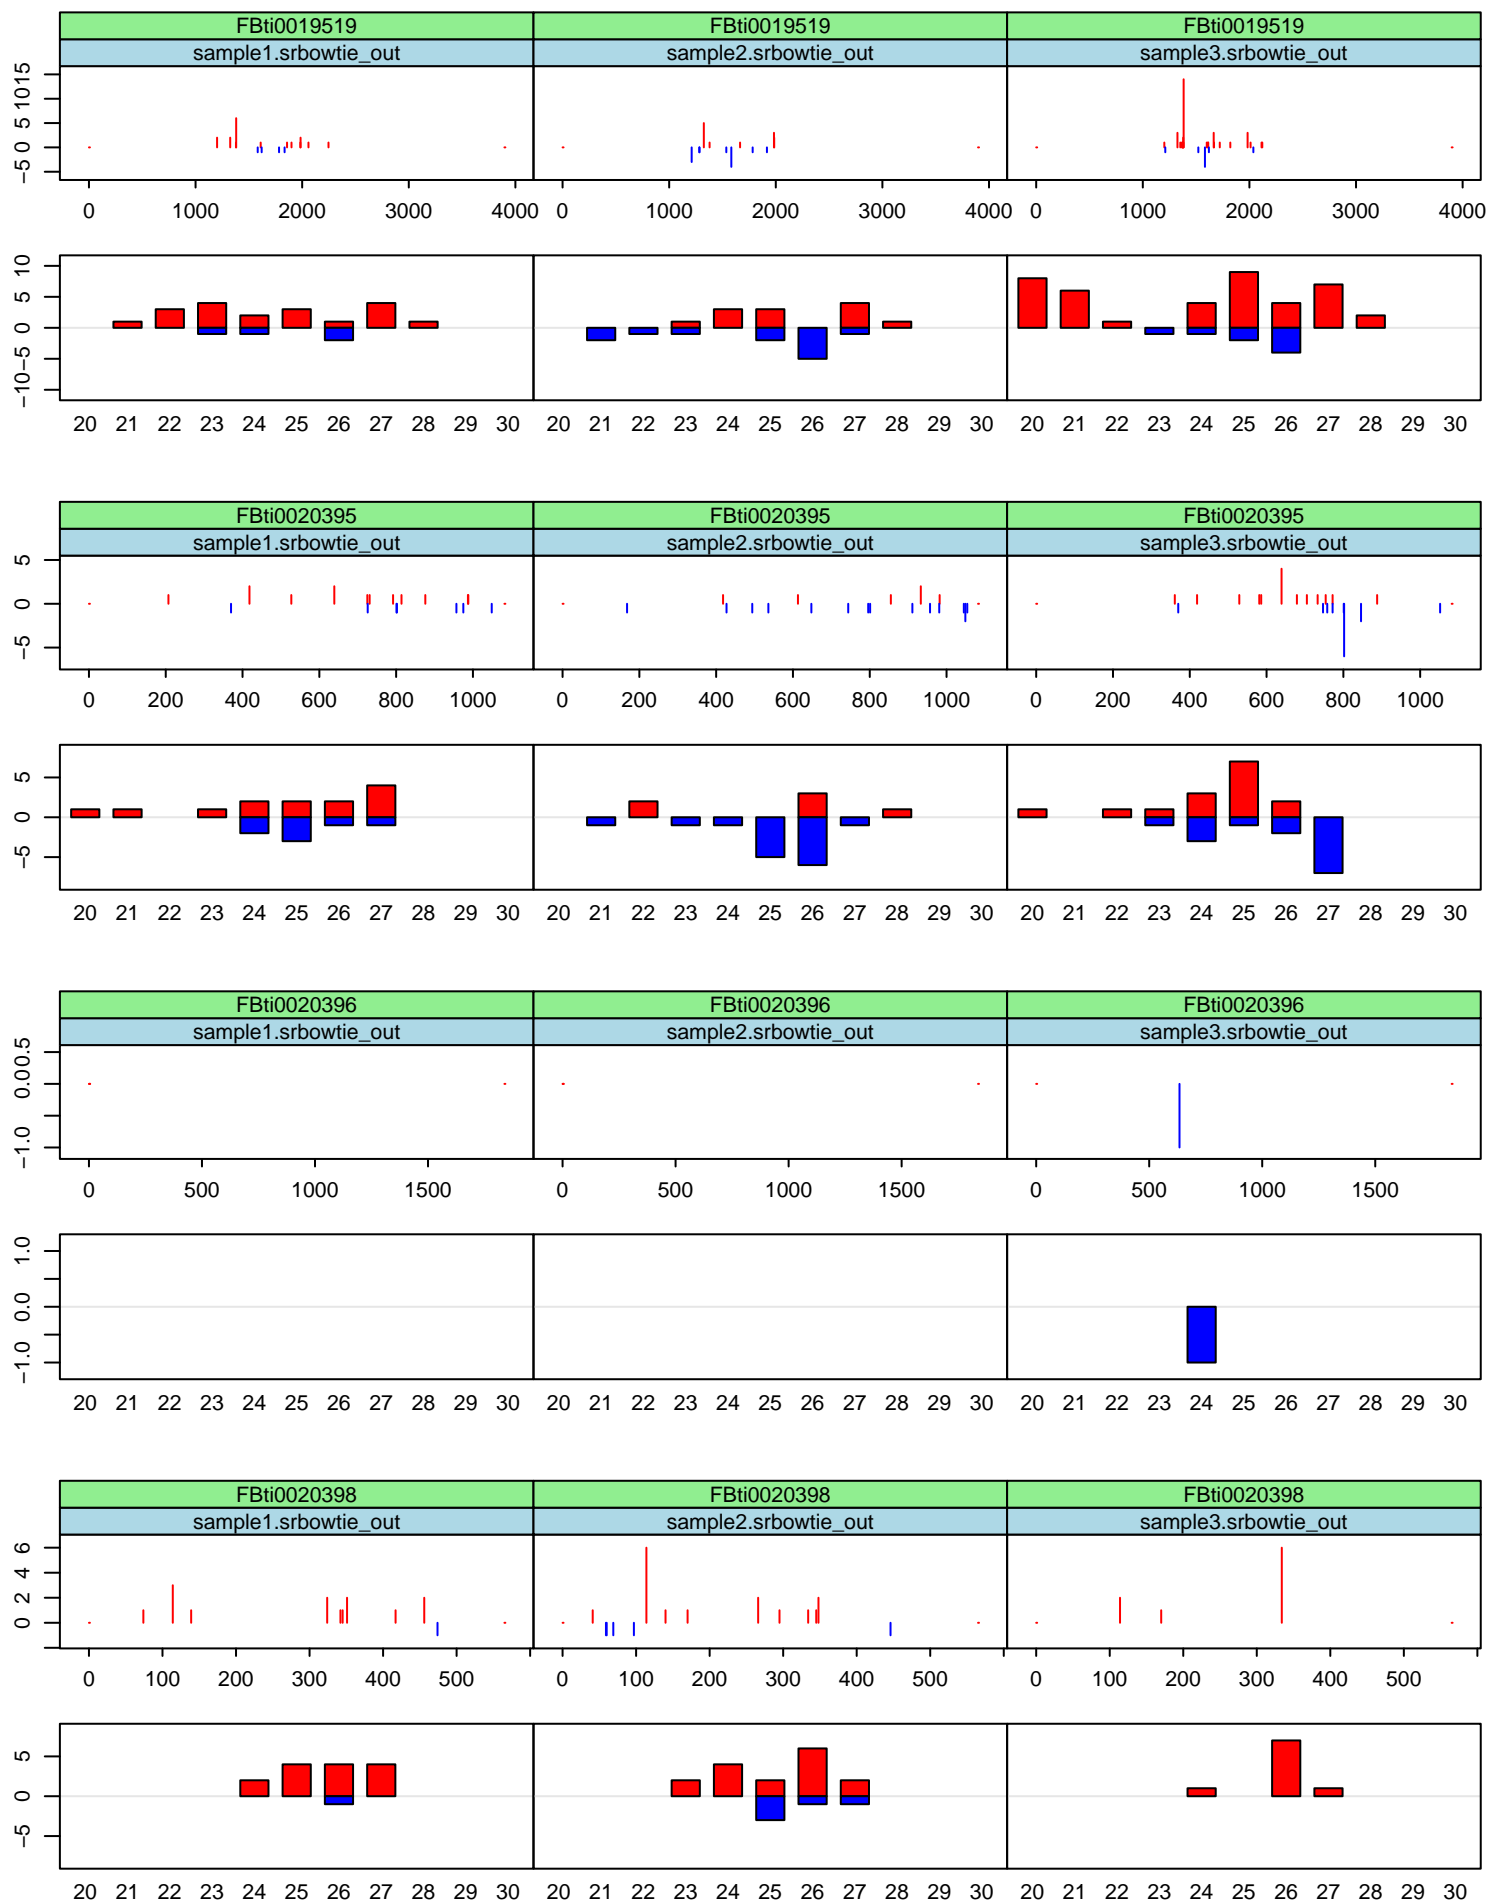 FBti0019519 FBti0019519 FBti0019519
sample1.srbowtie_out sample2.srbowtie_out sample3.srbowtie_out
−5 0 5 10 15
0 1000 2000 3000 4000 0 1000 2000 3000 4000 0 1000 2000 3000 4000
−10 −5 0 5 10
20 21 22 23 24 25 26 27 28 29 30 20 21 22 23 24 25 26 27 28 29 30 20 21 22 23 24 25 26 27 28 29 30
FBti0020395 FBti0020395 FBti0020395
sample1.srbowtie_out sample2.srbowtie_out sample3.srbowtie_out
−5 0 5
0 200 400 600 800 1000 0 200 400 600 800 1000 0 200 400 600 800 1000
−5 0 5
20 21 22 23 24 25 26 27 28 29 30 20 21 22 23 24 25 26 27 28 29 30 20 21 22 23 24 25 26 27 28 29 30
FBti0020396 FBti0020396 FBti0020396
sample1.srbowtie_out sample2.srbowtie_out sample3.srbowtie_out
−1.0 0.0 0.5
0 500 1000 1500 0 500 1000 1500 0 500 1000 1500
−1.0 0.0 1.0
20 21 22 23 24 25 26 27 28 29 30 20 21 22 23 24 25 26 27 28 29 30 20 21 22 23 24 25 26 27 28 29 30
FBti0020398 FBti0020398 FBti0020398
sample1.srbowtie_out sample2.srbowtie_out sample3.srbowtie_out
0 2 4 6
0 100 200 300 400 500 0 100 200 300 400 500 0 100 200 300 400 500
−5 0 5
20 21 22 23 24 25 26 27 28 29 30 20 21 22 23 24 25 26 27 28 29 30 20 21 22 23 24 25 26 27 28 29 30